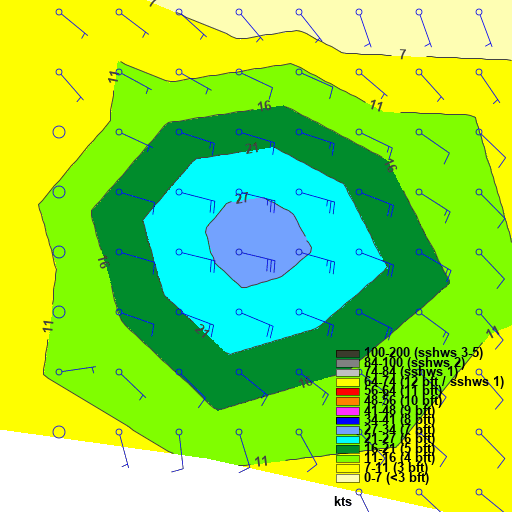 7
7
11
16
11
21
16
27
16
11
21
11
16
11
100-200 (sshws 3-5)
84-100 (sshws 2)
74-84 (sshws 1)
64-74 (12 bft / sshws 1)
56-64 (11 bft)
48-56 (10 bft)
41-48 (9 bft)
34-41 (8 bft)
27-34 (7 bft)
21-27 (6 bft)
16-21 (5 bft)
11-16 (4 bft)
7-11 (3 bft)
0-7 (<3 bft)
kts